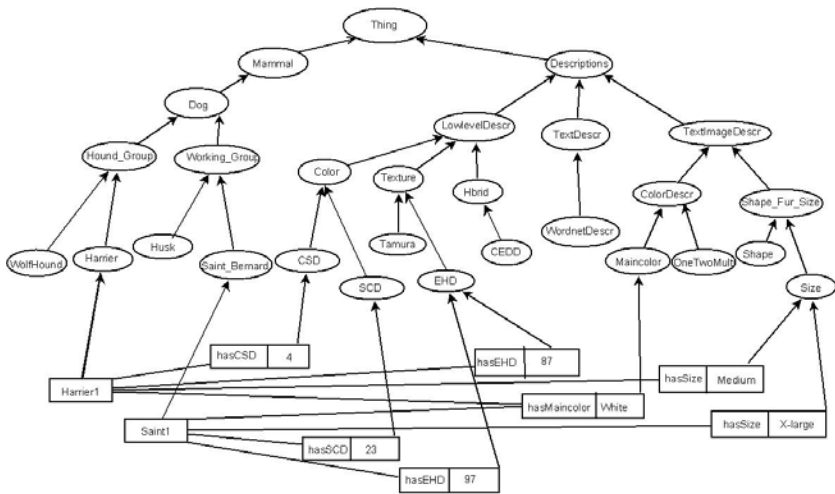 Thing
Mammal
Descriptions
Dog
LowlevelDescr
TextDescr
TextImageDescr
Hound_Group
Working_Group
Color
Texture
Hbrid
ColorDescr
Shape_Fur_Size
WolfHound
Harrier
Husk
Saint_Bernard
CSD
Tamura
CEDD
WordnetDescr
Maincolor
OneTwoMult
Shape
SCD
EHD
Size
hasCSD 4
hasEHD 87
Harrier1
hasSize Medium
hasMaincolor White
Saint1
hasSize X-large
hasSCD 23
hasEHD 97